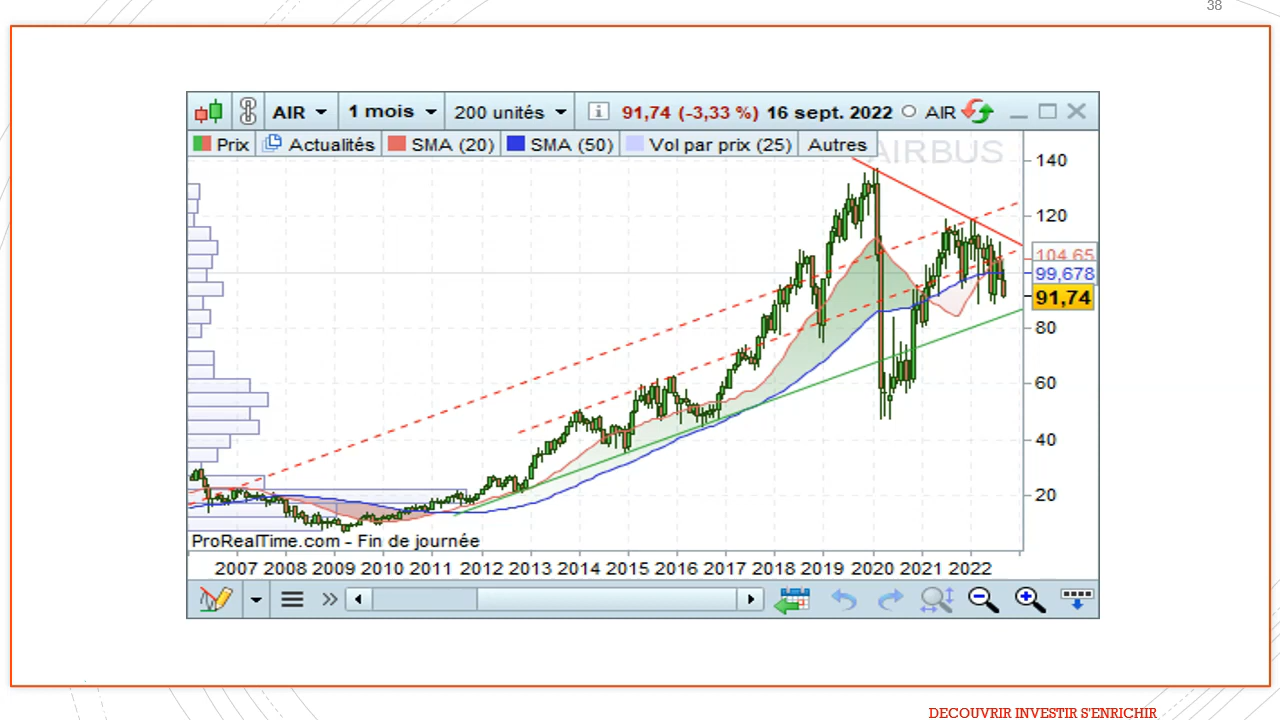 38
AIR 1 mois 200 unités 91,74 (-3,33 %) 16 sept. 2022 AIR
Prix Actualités SMA (20) SMA (50) Vol par prix (25) Autres
AIRBUS
140
120
104,65
99,678
91,74
80
60
40
20
ProRealTime.com - Fin de journée
2007 2008 2009 2010 2011 2012 2013 2014 2015 2016 2017 2018 2019 2020 2021 2022
DECOUVRIR INVESTIR S'ENRICHIR